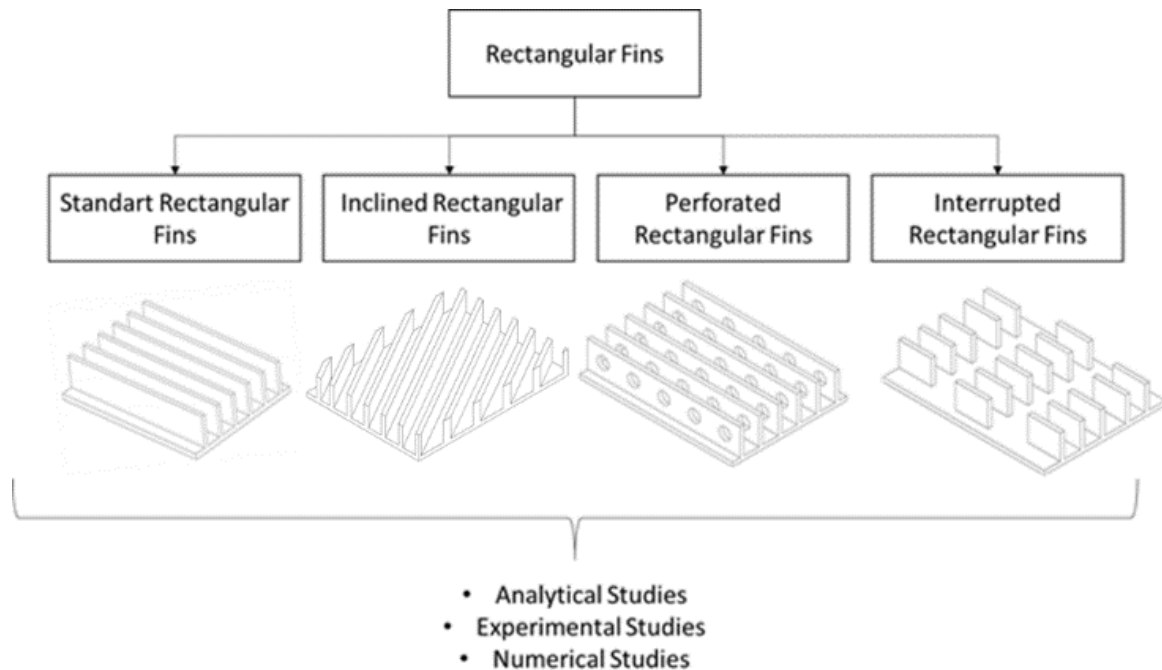 Rectangular Fins
Standart Rectangular
Fins
Inclined Rectangular
Fins
Perforated
Rectangular Fins
Interrupted
Rectangular Fins
• Analytical Studies
• Experimental Studies
• Numerical Studies